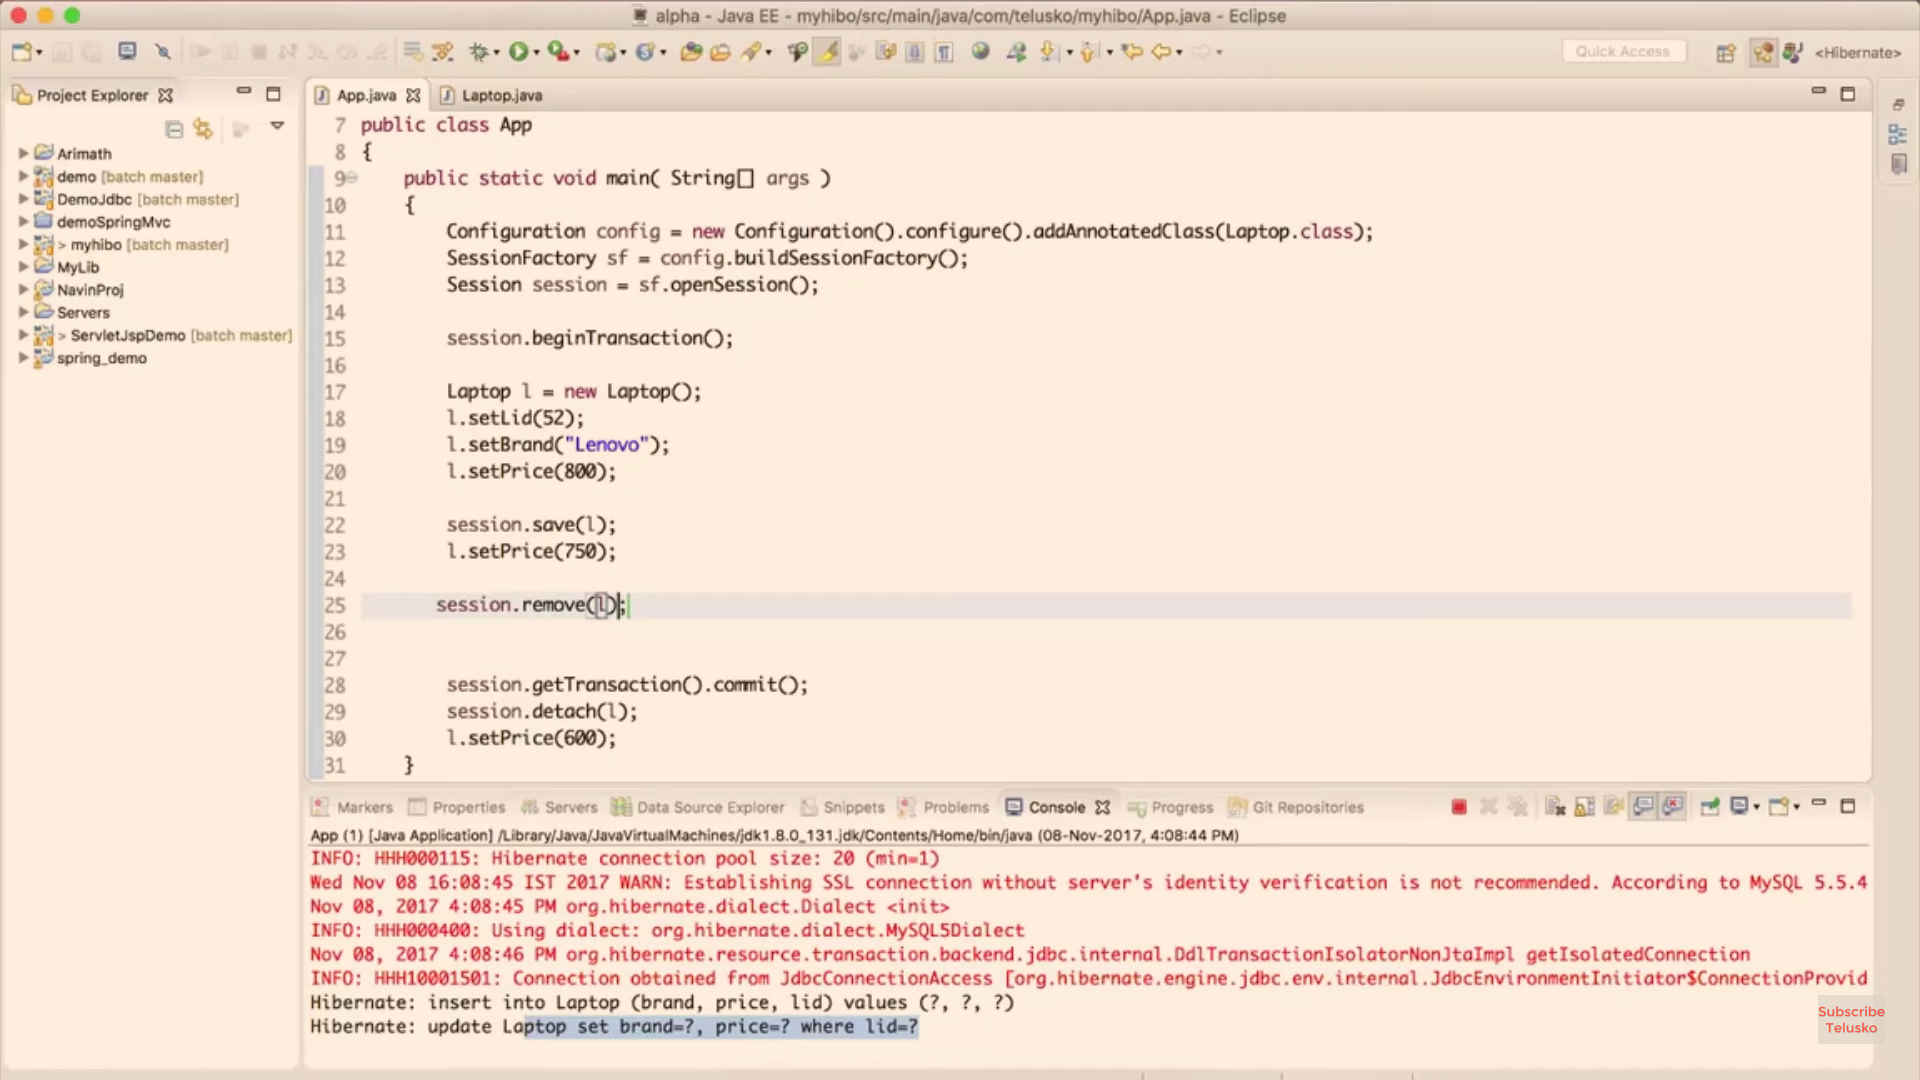 alpha - Java EE - myhibo/src/main/java/com/telusko/myhibo/App.java - Eclipse
Quick Access
<Hibernate>
Project Explorer
Arimath
demo [batch master]
DemoJdbc [batch master]
demoSpringMvc
> myhibo [batch master]
MyLib
NavinProj
Servers
> ServletJspDemo [batch master]
spring_demo
App.java
Laptop.java
7 public class App
8 {
9 public static void main( String[] args )
10 {
11 Configuration config = new Configuration().configure().addAnnotatedClass(Laptop.class);
12 SessionFactory sf = config.buildSessionFactory();
13 Session session = sf.openSession();
14
15 session.beginTransaction();
16
17 Laptop l = new Laptop();
18 l.setLid(52);
19 l.setBrand("Lenovo");
20 l.setPrice(800);
21
22 session.save(l);
23 l.setPrice(750);
24
25 session.remove(l);
26
27
28 session.getTransaction().commit();
29 session.detach(l);
30 l.setPrice(600);
31 }
Markers Properties Servers Data Source Explorer Snippets Problems Console Progress Git Repositories
App (1) [Java Application] /Library/Java/JavaVirtualMachines/jdk1.8.0_131.jdk/Contents/Home/bin/java (08-Nov-2017, 4:08:44 PM)
INFO: HHH000115: Hibernate connection pool size: 20 (min=1)
Wed Nov 08 16:08:45 IST 2017 WARN: Establishing SSL connection without server's identity verification is not recommended. According to MySQL 5.5.4
Nov 08, 2017 4:08:45 PM org.hibernate.dialect.Dialect <init>
INFO: HHH000400: Using dialect: org.hibernate.dialect.MySQL5Dialect
Nov 08, 2017 4:08:46 PM org.hibernate.resource.transaction.backend.jdbc.internal.DdlTransactionIsolatorNonJtaImpl getIsolatedConnection
INFO: HHH10001501: Connection obtained from JdbcConnectionAccess [org.hibernate.engine.jdbc.env.internal.JdbcEnvironmentInitiator$ConnectionProvid
Hibernate: insert into Laptop (brand, price, lid) values (?, ?, ?)
Hibernate: update Laptop set brand=?, price=? where lid=?
Subscribe
Telusko